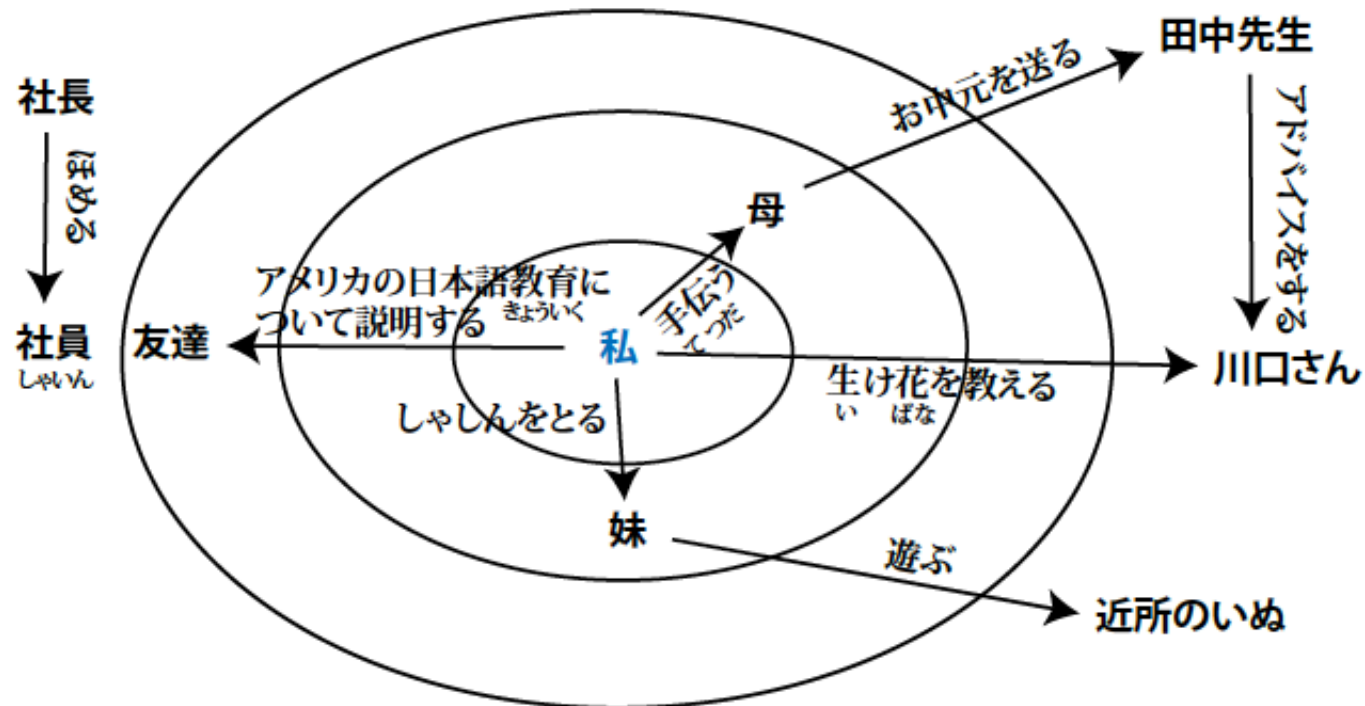 田中先生
お中元を送る
アドバイスをする
社長
ほめる
社員
しゃいん
母
手伝う
てつだ
アメリカの日本語教育に
きょういく
ついて説明する
友達
私
川口さん
生け花を教える
い ばな
しゃしんをとる
妹
遊ぶ
近所のいぬ